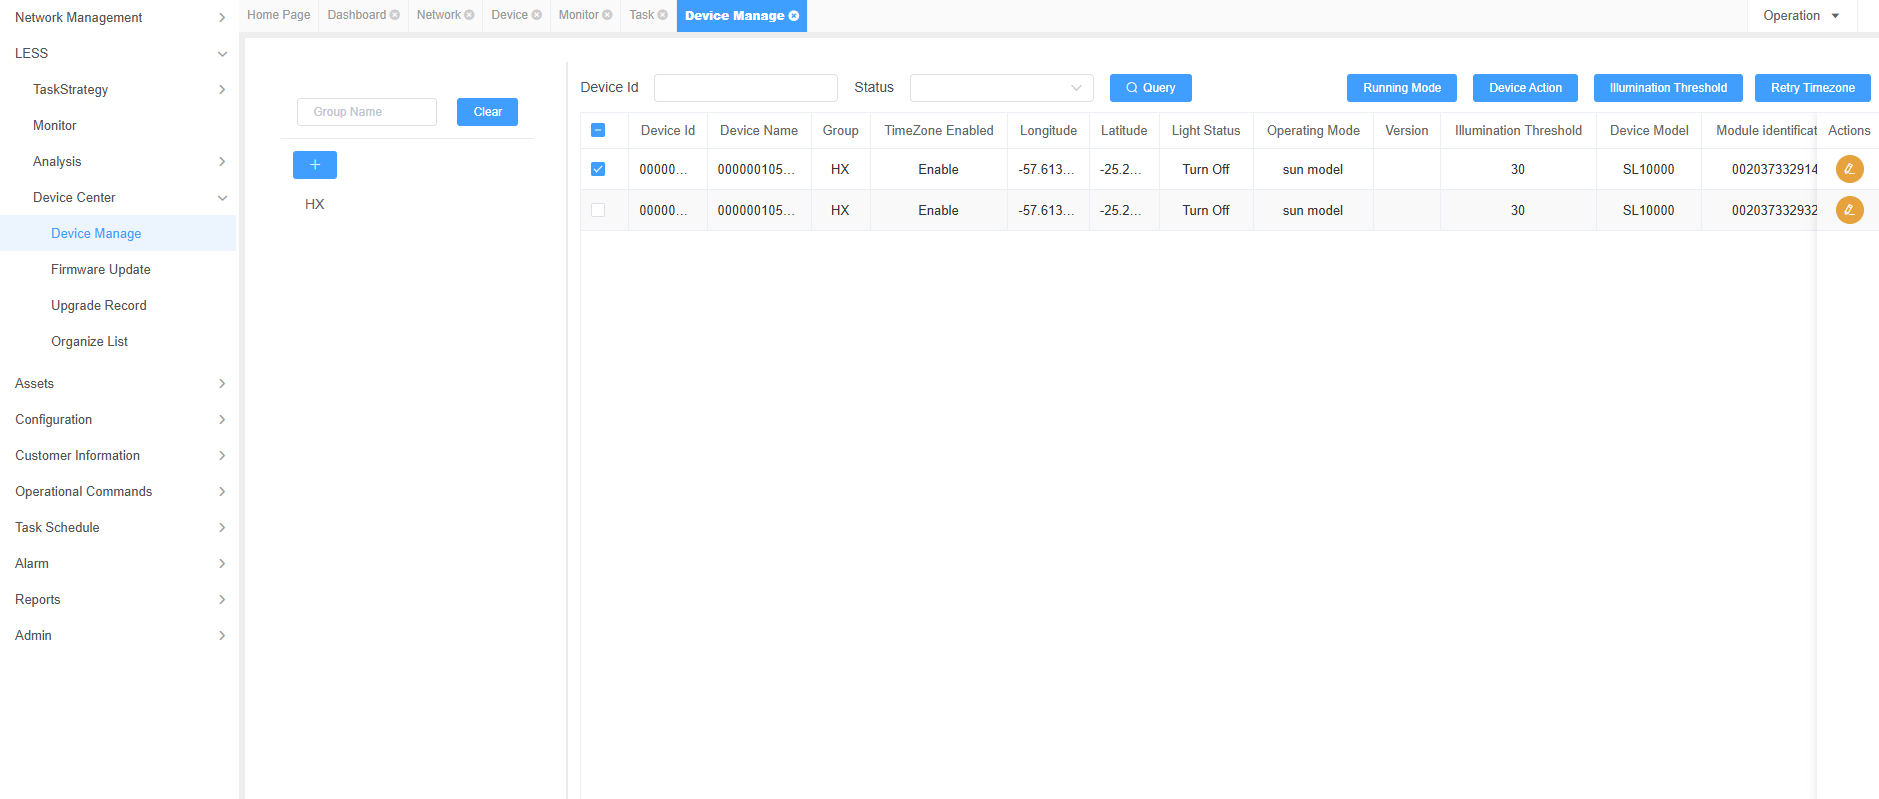 Network Management
LESS
TaskStrategy
Monitor
Analysis
Device Center
Device Manage
Firmware Update
Upgrade Record
Organize List
Assets
Configuration
Customer Information
Operational Commands
Task Schedule
Alarm
Reports
Admin
Home Page Dashboard Network Device Monitor Task Device Manage Operation
Group Name Clear
HX
Device Id Status Query Running Mode Device Action Illumination Threshold Retry Timezone
Device Id Device Name Group TimeZone Enabled Longitude Latitude Light Status Operating Mode Version Illumination Threshold Device Model Module identificat Actions
00000... 000000105... HX Enable -57.613... -25.2... Turn Off sun model 30 SL10000 002037332914
00000... 000000105... HX Enable -57.613... -25.2... Turn Off sun model 30 SL10000 002037332932